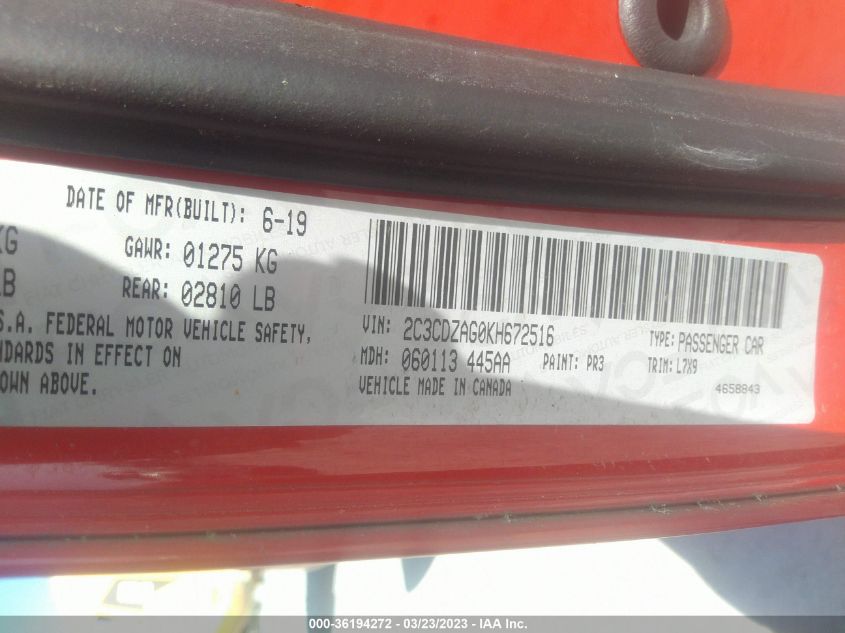 DATE OF MFR(BUILT): 6-19
KG GAWR: 01275 KG
LB REAR: 02810 LB
S.A. FEDERAL MOTOR VEHICLE SAFETY,
NDARDS IN EFFECT ON
OWN ABOVE.
VIN: 2C3CDZAG0KH672516 TYPE: PASSENGER CAR
MDH: 060113 445AA PAINT: PR3 TRIM: L7X9
VEHICLE MADE IN CANADA 4658843
000-36194272 - 03/23/2023 - IAA Inc.